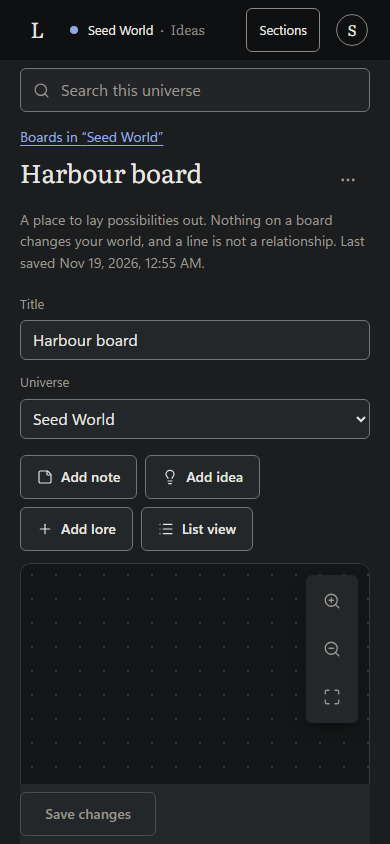 L
Seed World · Ideas
Sections
S
Search this universe
Boards in “Seed World”
Harbour board
...
A place to lay possibilities out. Nothing on a board
changes your world, and a line is not a relationship. Last
saved Nov 19, 2026, 12:55 AM.
Title
Harbour board
Universe
Seed World
Add note
Add idea
Add lore
List view
Save changes